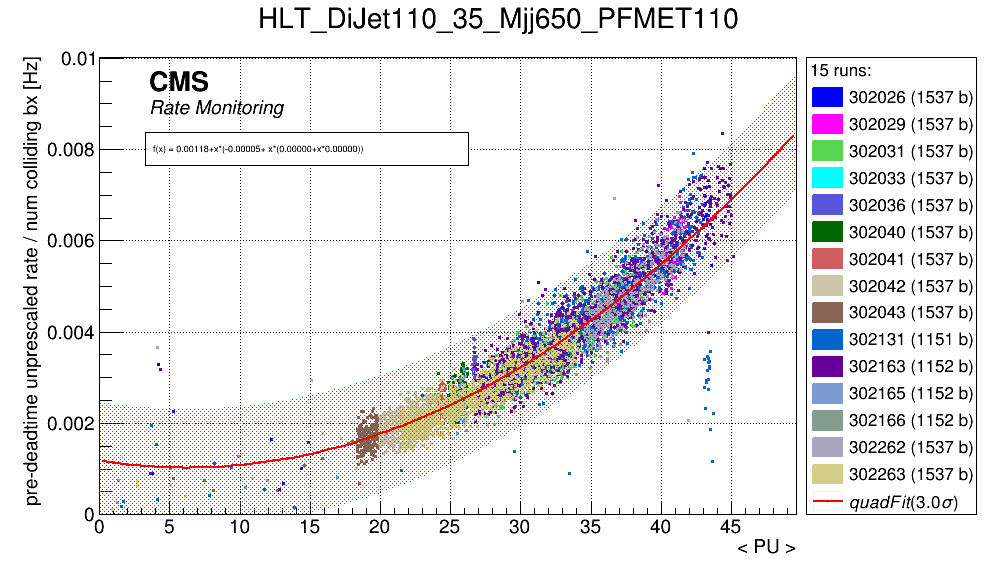 HLT_DiJet110_35_Mjj650_PFMET110
pre-deadtime unprescaled rate / num colliding bx [Hz]
0.01
0.008
0.006
0.004
0.002
0
CMS
Rate Monitoring
f(x) = 0.00118+x*(-0.00005+ x*(0.00000+x*0.00000))
0 5 10 15 20 25 30 35 40 45
< PU >
15 runs:
302026 (1537 b)
302029 (1537 b)
302031 (1537 b)
302033 (1537 b)
302036 (1537 b)
302040 (1537 b)
302041 (1537 b)
302042 (1537 b)
302043 (1537 b)
302131 (1151 b)
302163 (1152 b)
302165 (1152 b)
302166 (1152 b)
302262 (1537 b)
302263 (1537 b)
quadFit(3.0σ)